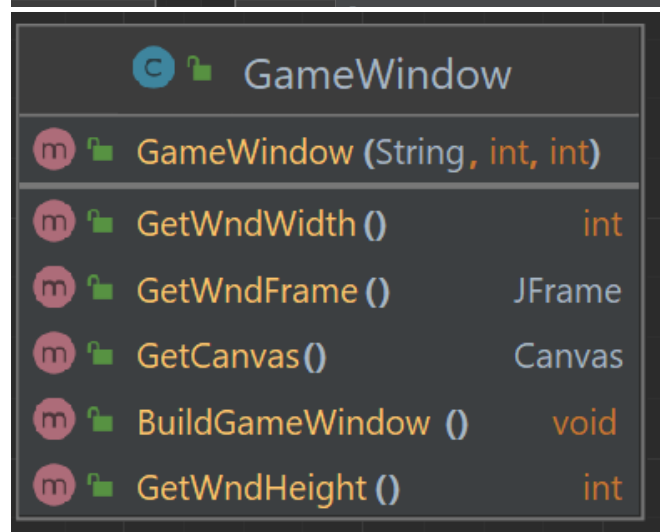 C GameWindow
m GameWindow (String, int, int)
m GetWndWidth () int
m GetWndFrame () JFrame
m GetCanvas() Canvas
m BuildGameWindow () void
m GetWndHeight () int